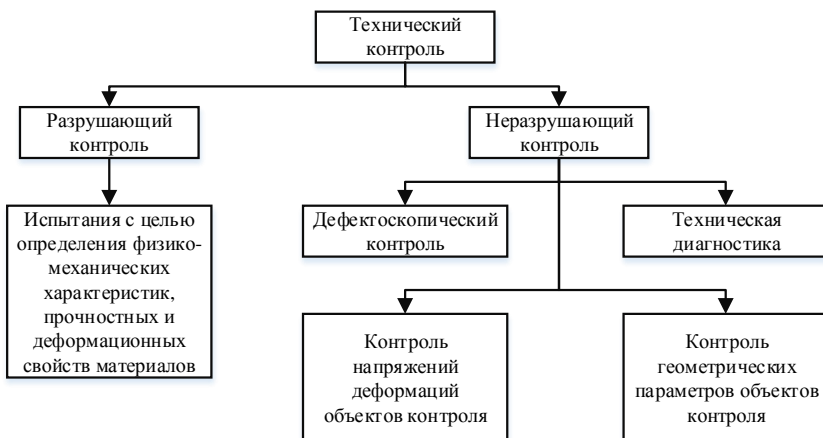 Технический
контроль
Разрушающий
контроль
Неразрушающий
контроль
Испытания с целью
определения физико-
механических
характеристик,
прочностных и
деформационных
свойств материалов
Дефектоскопический
контроль
Техническая
диагностика
Контроль
напряжений
деформаций
объектов контроля
Контроль
геометрических
параметров объектов
контроля